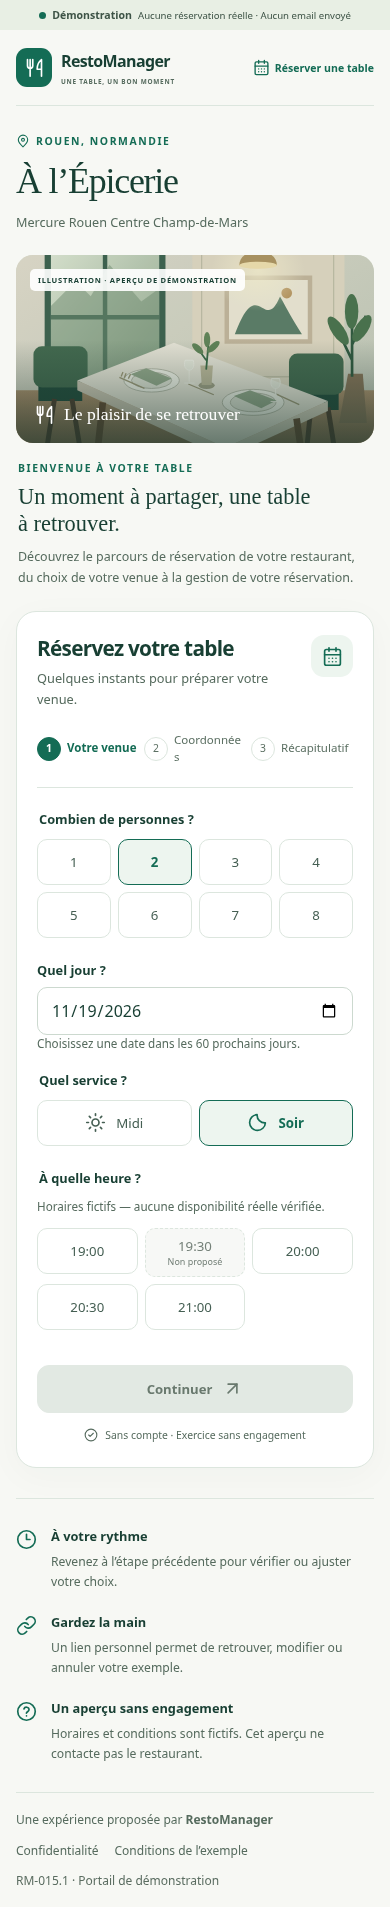 Démonstration Aucune réservation réelle · Aucun email envoyé
RestoManager
UNE TABLE, UN BON MOMENT
Réserver une table
ROUEN, NORMANDIE
À l’Épicerie
Mercure Rouen Centre Champ-de-Mars
ILLUSTRATION · APERÇU DE DÉMONSTRATION
Le plaisir de se retrouver
BIENVENUE À VOTRE TABLE
Un moment à partager, une table
à retrouver.
Découvrez le parcours de réservation de votre restaurant,
du choix de votre venue à la gestion de votre réservation.
Réservez votre table
Quelques instants pour préparer votre
venue.
1 Votre venue
2 Coordonnée
s
3 Récapitulatif
Combien de personnes ?
1 2 3 4
5 6 7 8
Quel jour ?
11/19/2026
Choisissez une date dans les 60 prochains jours.
Quel service ?
Midi Soir
À quelle heure ?
Horaires fictifs — aucune disponibilité réelle vérifiée.
19:00 19:30 20:00
Non proposé
20:30 21:00
Continuer
Sans compte · Exercice sans engagement
À votre rythme
Revenez à l’étape précédente pour vérifier ou ajuster
votre choix.
Gardez la main
Un lien personnel permet de retrouver, modifier ou
annuler votre exemple.
Un aperçu sans engagement
Horaires et conditions sont fictifs. Cet aperçu ne
contacte pas le restaurant.
Une expérience proposée par RestoManager
Confidentialité Conditions de l’exemple
RM-015.1 · Portail de démonstration